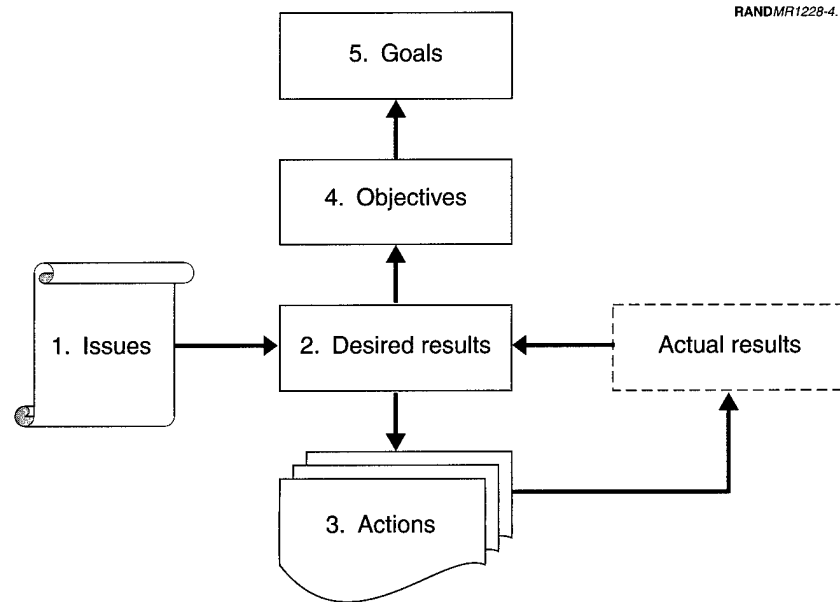 RANDMR1228-4.
5. Goals
4. Objectives
1. Issues
2. Desired results
Actual results
3. Actions